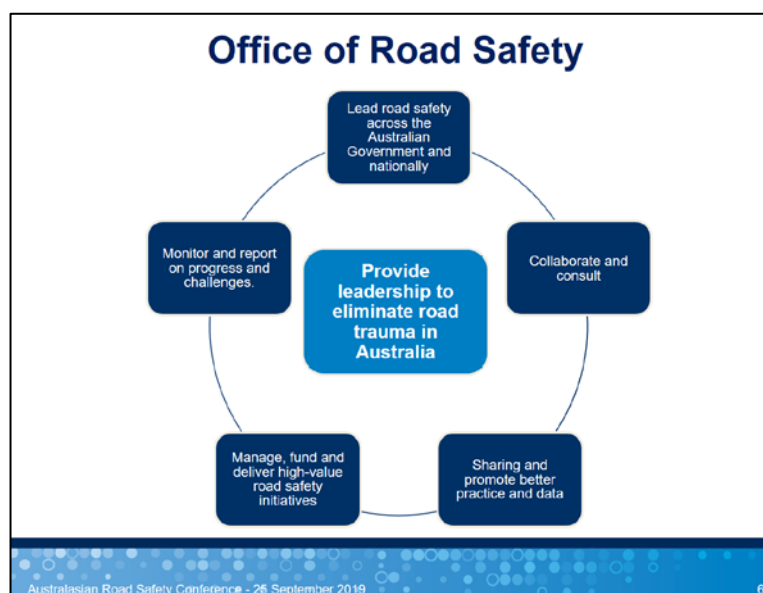 Office of Road Safety
Lead road safety
across the
Australian
Government and
nationally
Monitor and report
on progress and
challenges.
Collaborate and
consult
Provide
leadership to
eliminate road
trauma in
Australia
Manage, fund and
deliver high-value
road safety
initiatives
Sharing and
promote better
practice and data
Australasian Road Safety Conference - 25 September 2019
6